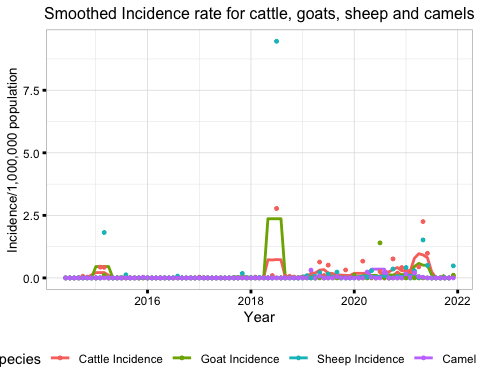 Smoothed Incidence rate for cattle, goats, sheep and camels
Incidence/1,000,000 population
7.5
5.0
2.5
0.0
2016 2018 2020 2022
Year
pecies Cattle Incidence Goat Incidence Sheep Incidence Camel